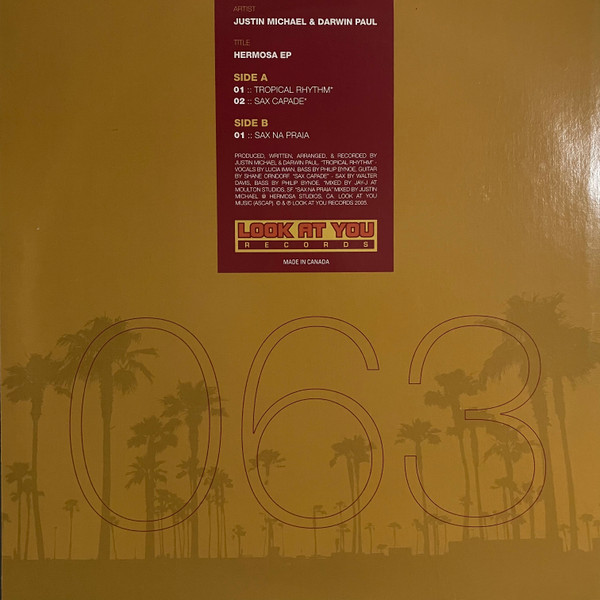 ARTIST
JUSTIN MICHAEL & DARWIN PAUL
TITLE
HERMOSA EP
SIDE A
01 :: TROPICAL RHYTHM*
02 :: SAX CAPADE*
SIDE B
01 :: SAX NA PRAIA
PRODUCED, WRITTEN, ARRANGED, & RECORDED BY
JUSTIN MICHAEL & DARWIN PAUL. "TROPICAL RHYTHM" -
VOCALS BY LUCIA IMAN, BASS BY PHILIP BYNOE, GUITAR
BY SHANE ORNDORF. "SAX CAPADE" - SAX BY WALTER
DAVIS, BASS BY PHILIP BYNOE. *MIXED BY JAY-J AT
MOULTON STUDIOS, SF. "SAX NA PRAIA" MIXED BY JUSTIN
MICHAEL @ HERMOSA STUDIOS, CA. LOOK AT YOU
MUSIC (ASCAP). © & ℗ LOOK AT YOU RECORDS 2005.
LOOK AT YOU
RECORDS
MADE IN CANADA
063